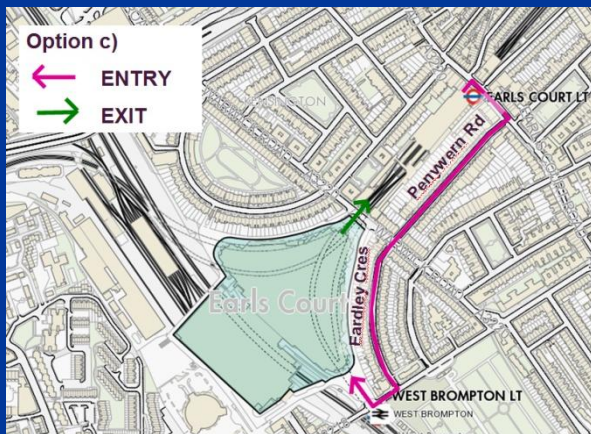 Option c)
ENTRY
EXIT
EARLS COURT LT
Penywern Rd
Eardley Cres
Earls Court
WEST BROMPTON LT
WEST BROMPTON